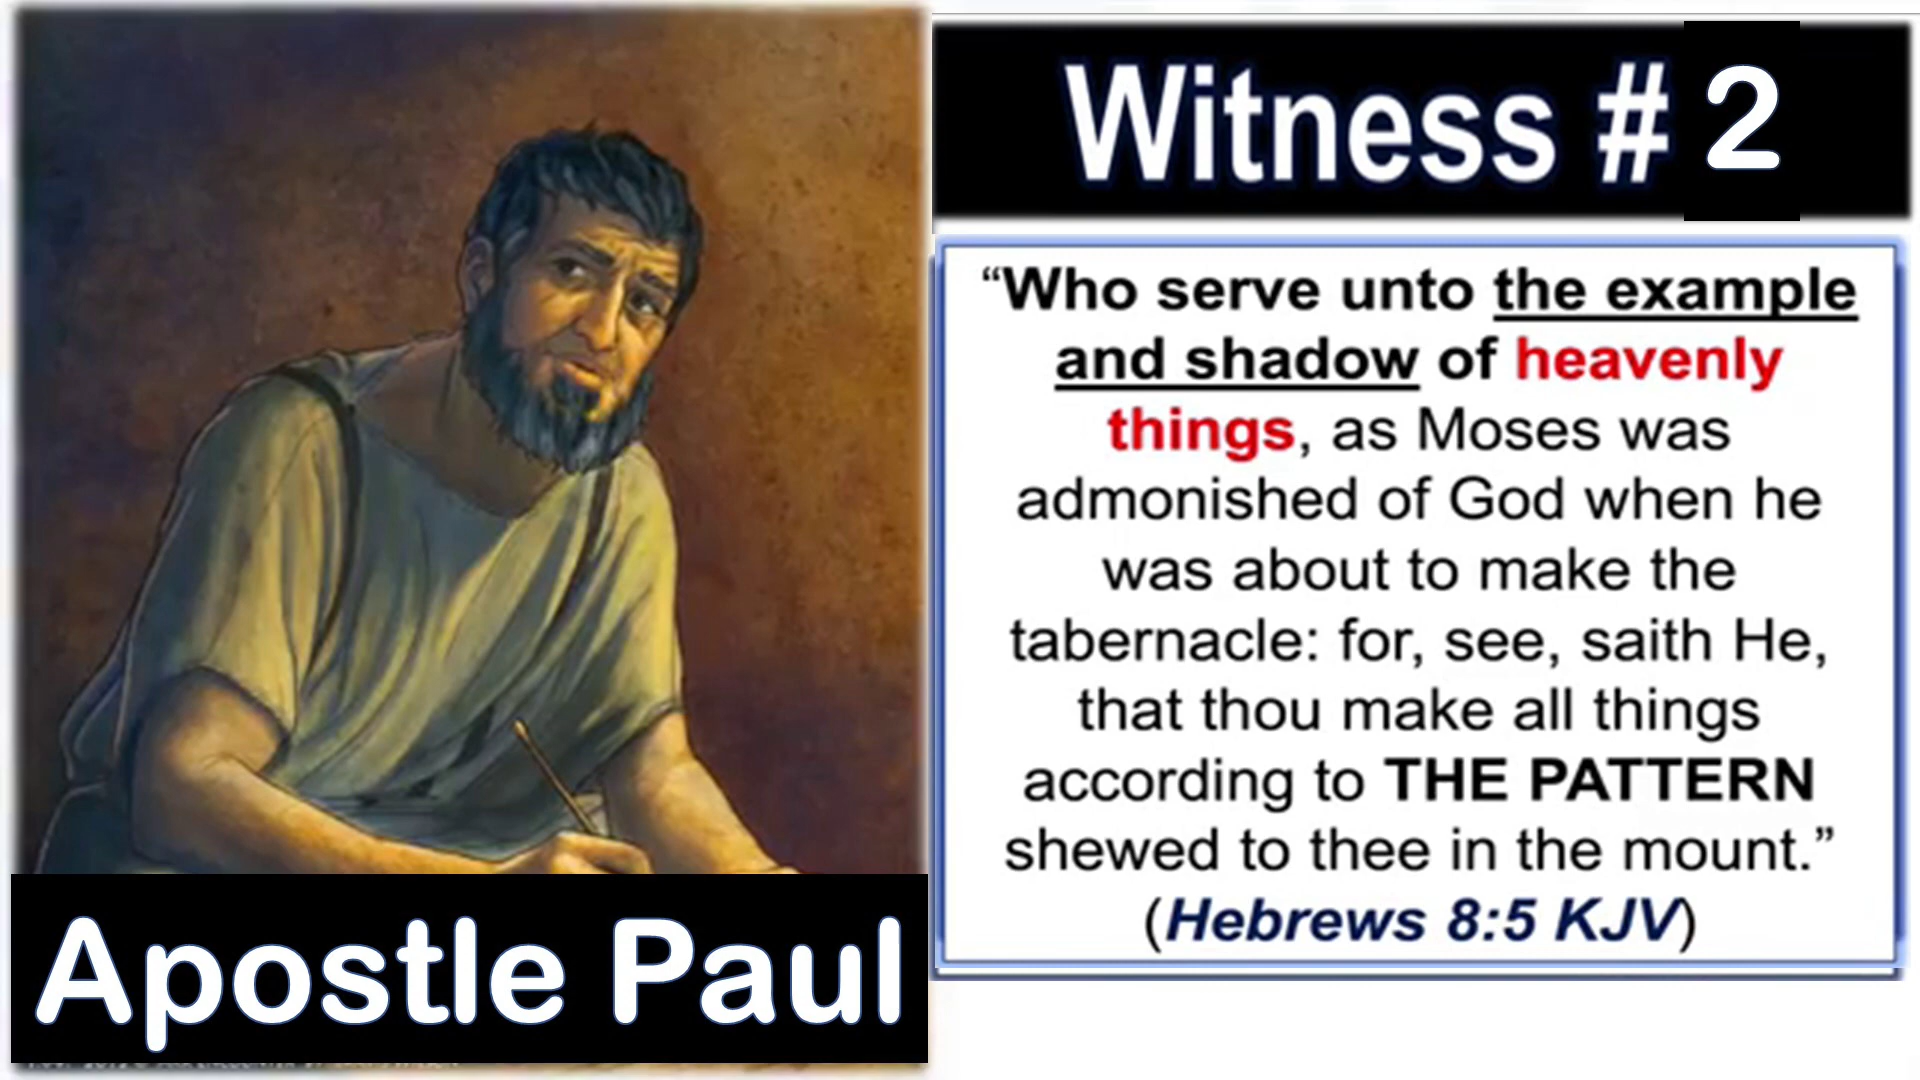 Witness # 2
“Who serve unto the example
and shadow of heavenly
things, as Moses was
admonished of God when he
was about to make the
tabernacle: for, see, saith He,
that thou make all things
according to THE PATTERN
shewed to thee in the mount.”
(Hebrews 8:5 KJV)
Apostle Paul